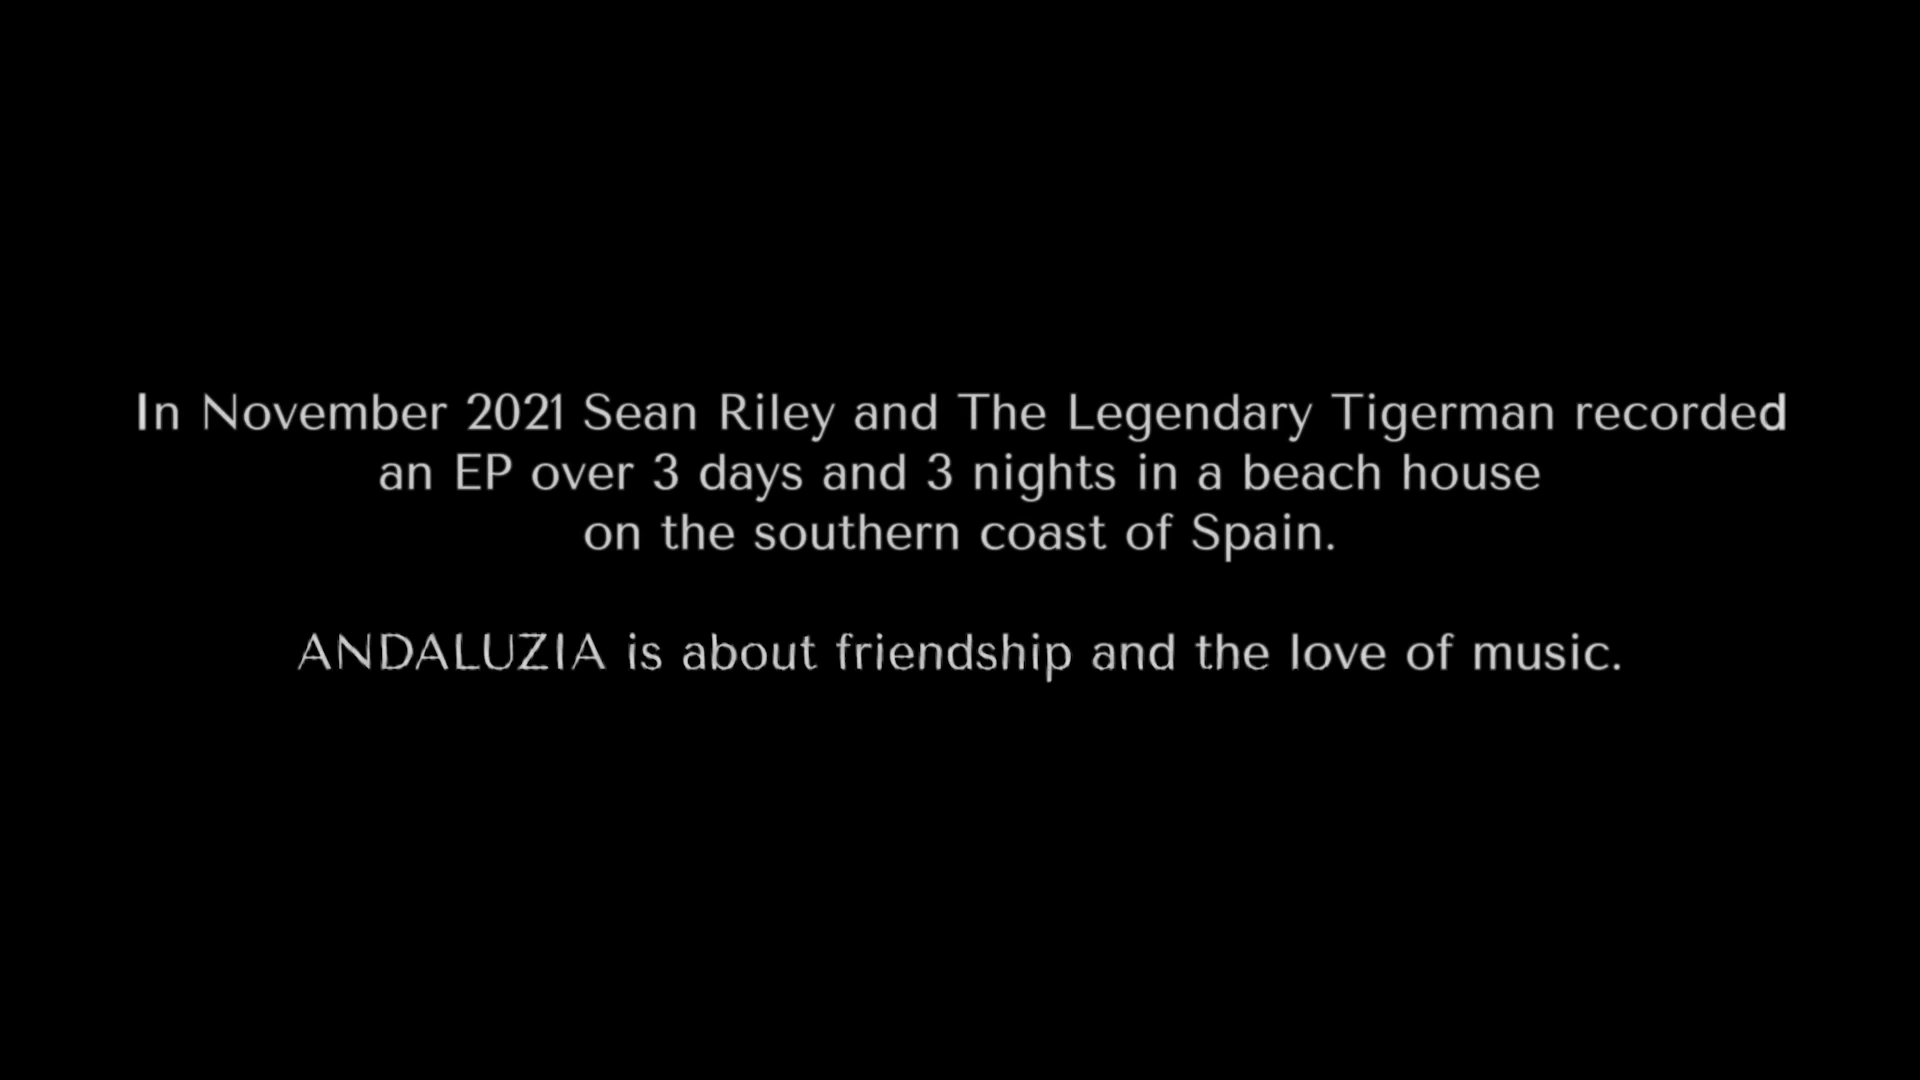 In November 2021 Sean Riley and The Legendary Tigerman recorded
an EP over 3 days and 3 nights in a beach house
on the southern coast of Spain.
ANDALUZIA is about friendship and the love of music.